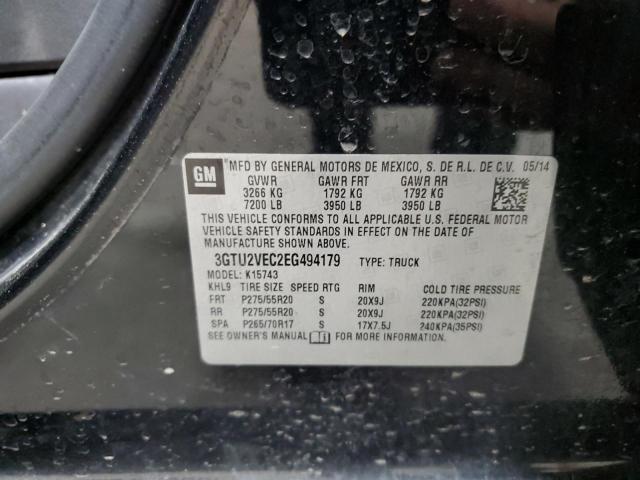 GM MFD BY GENERAL MOTORS DE MEXICO, S. DE R.L. DE C.V. 05/14
GVWR GAWR FRT GAWR RR
3266 KG 1792 KG 1792 KG
7200 LB 3950 LB 3950 LB
THIS VEHICLE CONFORMS TO ALL APPLICABLE U.S. FEDERAL MOTOR
VEHICLE SAFETY STANDARDS IN EFFECT ON THE DATE OF
MANUFACTURE SHOWN ABOVE.
3GTU2VEC2EG494179 TYPE: TRUCK
MODEL: K15743
KHL9 TIRE SIZE SPEED RTG RIM COLD TIRE PRESSURE
FRT P275/55R20 S 20X9J 220KPA(32PSI)
RR P275/55R20 S 20X9J 220KPA(32PSI)
SPA P265/70R17 S 17X7.5J 240KPA(35PSI)
SEE OWNER'S MANUAL FOR MORE INFORMATION.